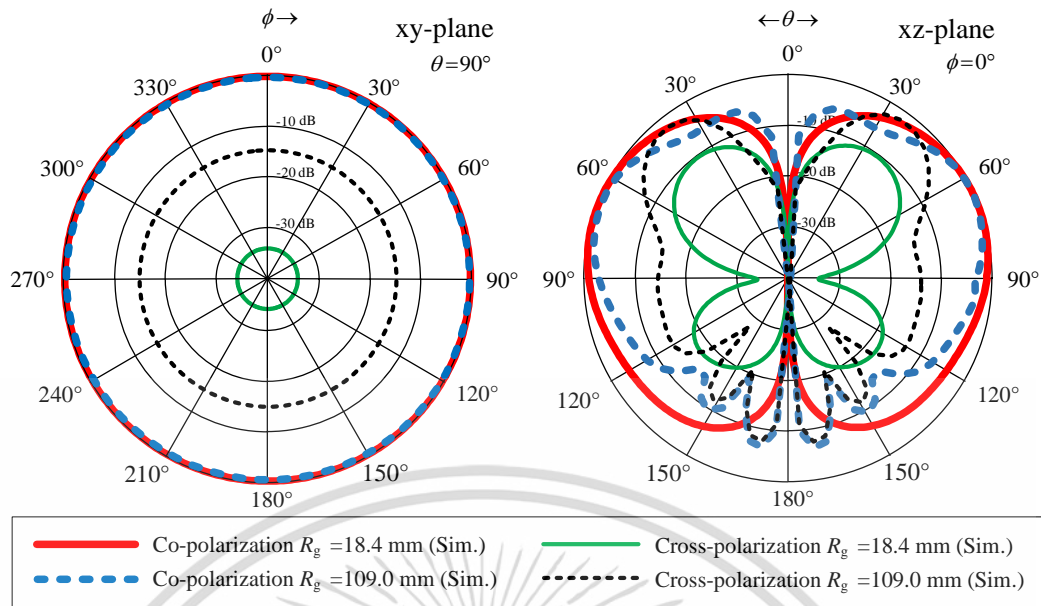 ϕ→
xy-plane
θ=90°
0°
30°
60°
90°
120°
150°
180°
210°
240°
270°
300°
330°
-10 dB
-20 dB
-30 dB
←θ→
xz-plane
ϕ=0°
0°
30°
60°
90°
120°
150°
180°
150°
120°
90°
60°
30°
-10 dB
-20 dB
-30 dB
Co-polarization Rg =18.4 mm (Sim.)
Cross-polarization Rg =18.4 mm (Sim.)
Co-polarization Rg =109.0 mm (Sim.)
Cross-polarization Rg =109.0 mm (Sim.)